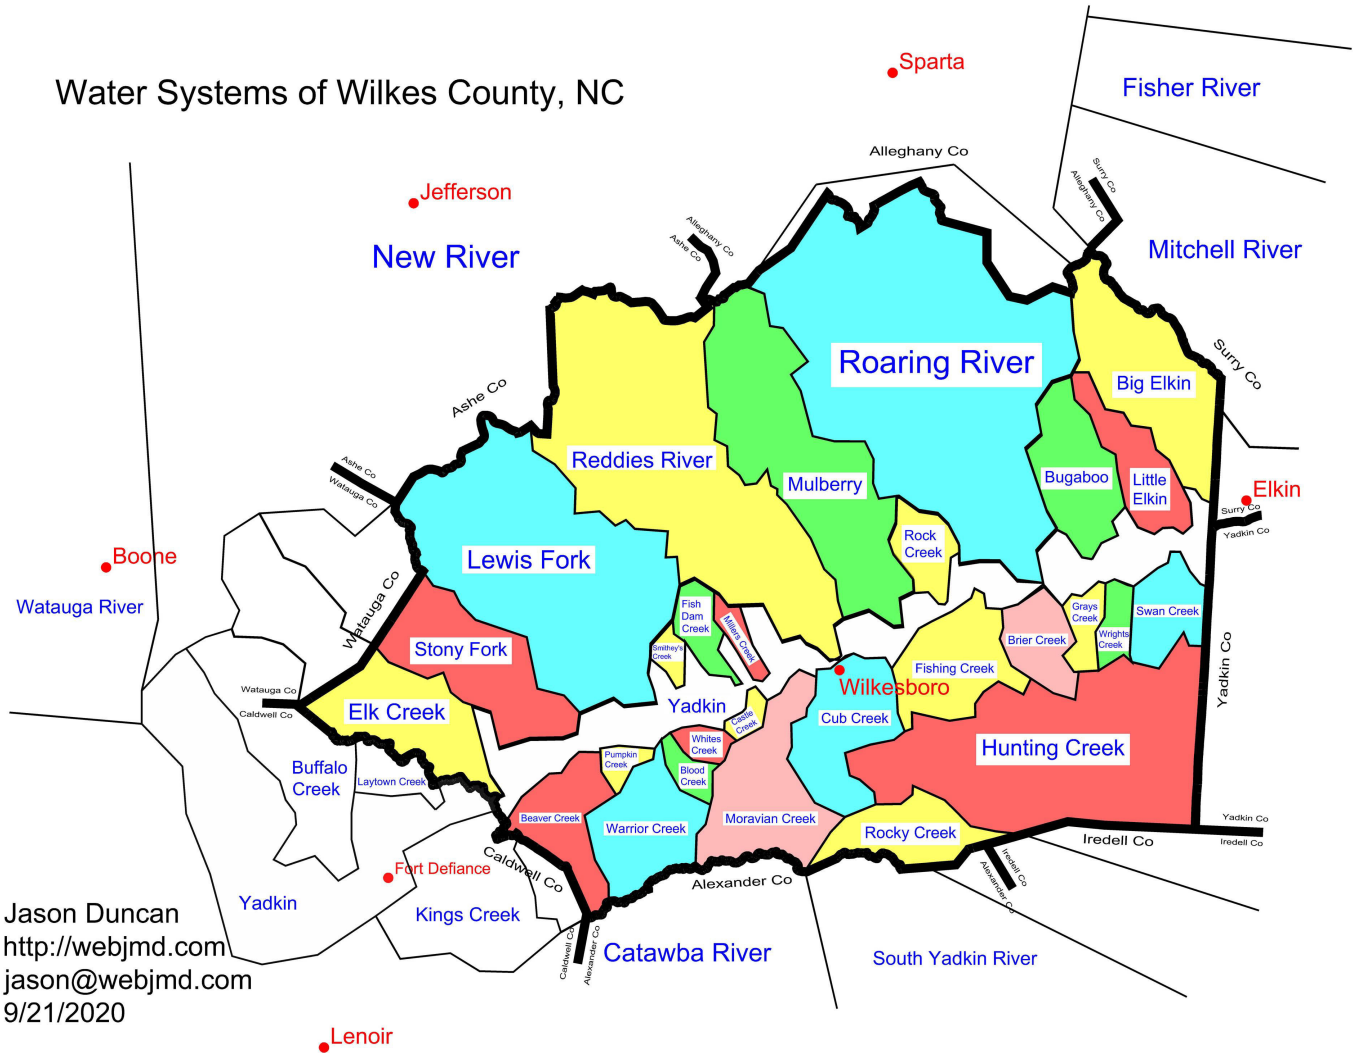 Sparta
Fisher River
Water Systems of Wilkes County, NC
Alleghany Co
Surry Co
Alleghany Co
Jefferson
Alleghany Co
Ashe Co
New River
Mitchell River
Roaring River
Surry Co
Big Elkin
Ashe Co
Reddies River
Mulberry
Bugaboo
Little
Elkin
Ashe Co
Watauga Co
Elkin
Surry Co
Yadkin Co
Rock
Creek
Boone
Lewis Fork
Watauga River
Watauga Co
Fish
Dam
Creek
Millers Creek
Smithey's
Creek
Stony Fork
Grays
Creek
Wrights
Creek
Swan Creek
Brier Creek
Fishing Creek
Yadkin Co
Wilkesboro
Watauga Co
Caldwell Co
Elk Creek
Yadkin
Castle
Creek
Cub Creek
Whites
Creek
Hunting Creek
Pumpkin
Creek
Blood
Creek
Buffalo
Creek
Laytown Creek
Beaver Creek
Warrior Creek
Moravian Creek
Rocky Creek
Yadkin Co
Iredell Co
Iredell Co
Caldwell Co
Alexander Co
Iredell Co
Alexander Co
Fort Defiance
Yadkin
Kings Creek
Caldwell Co
Alexander Co
Catawba River
South Yadkin River
Jason Duncan
http://webjmd.com
jason@webjmd.com
9/21/2020
Lenoir